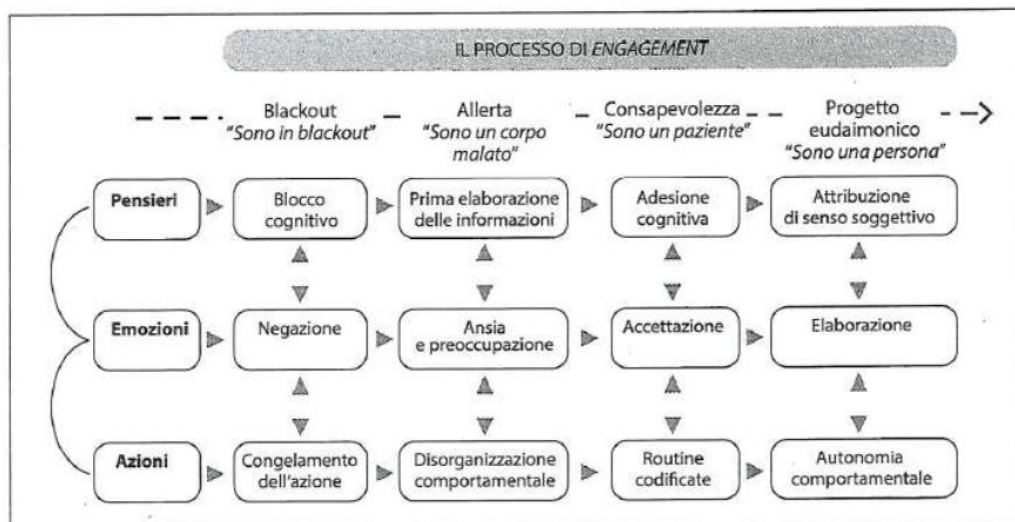 IL PROCESSO DI ENGAGEMENT
Blackout
"Sono in blackout"
Allerta
"Sono un corpo
malato"
Consapevolezza
"Sono un paziente"
Progetto
eudaimonico
"Sono una persona"
Pensieri
Blocco
cognitivo
Prima elaborazione
delle informazioni
Adesione
cognitiva
Attribuzione
di senso soggettivo
Emozioni
Negazione
Ansia
e preoccupazione
Accettazione
Elaborazione
Azioni
Congelamento
dell'azione
Disorganizzazione
comportamentale
Routine
codificate
Autonomia
comportamentale